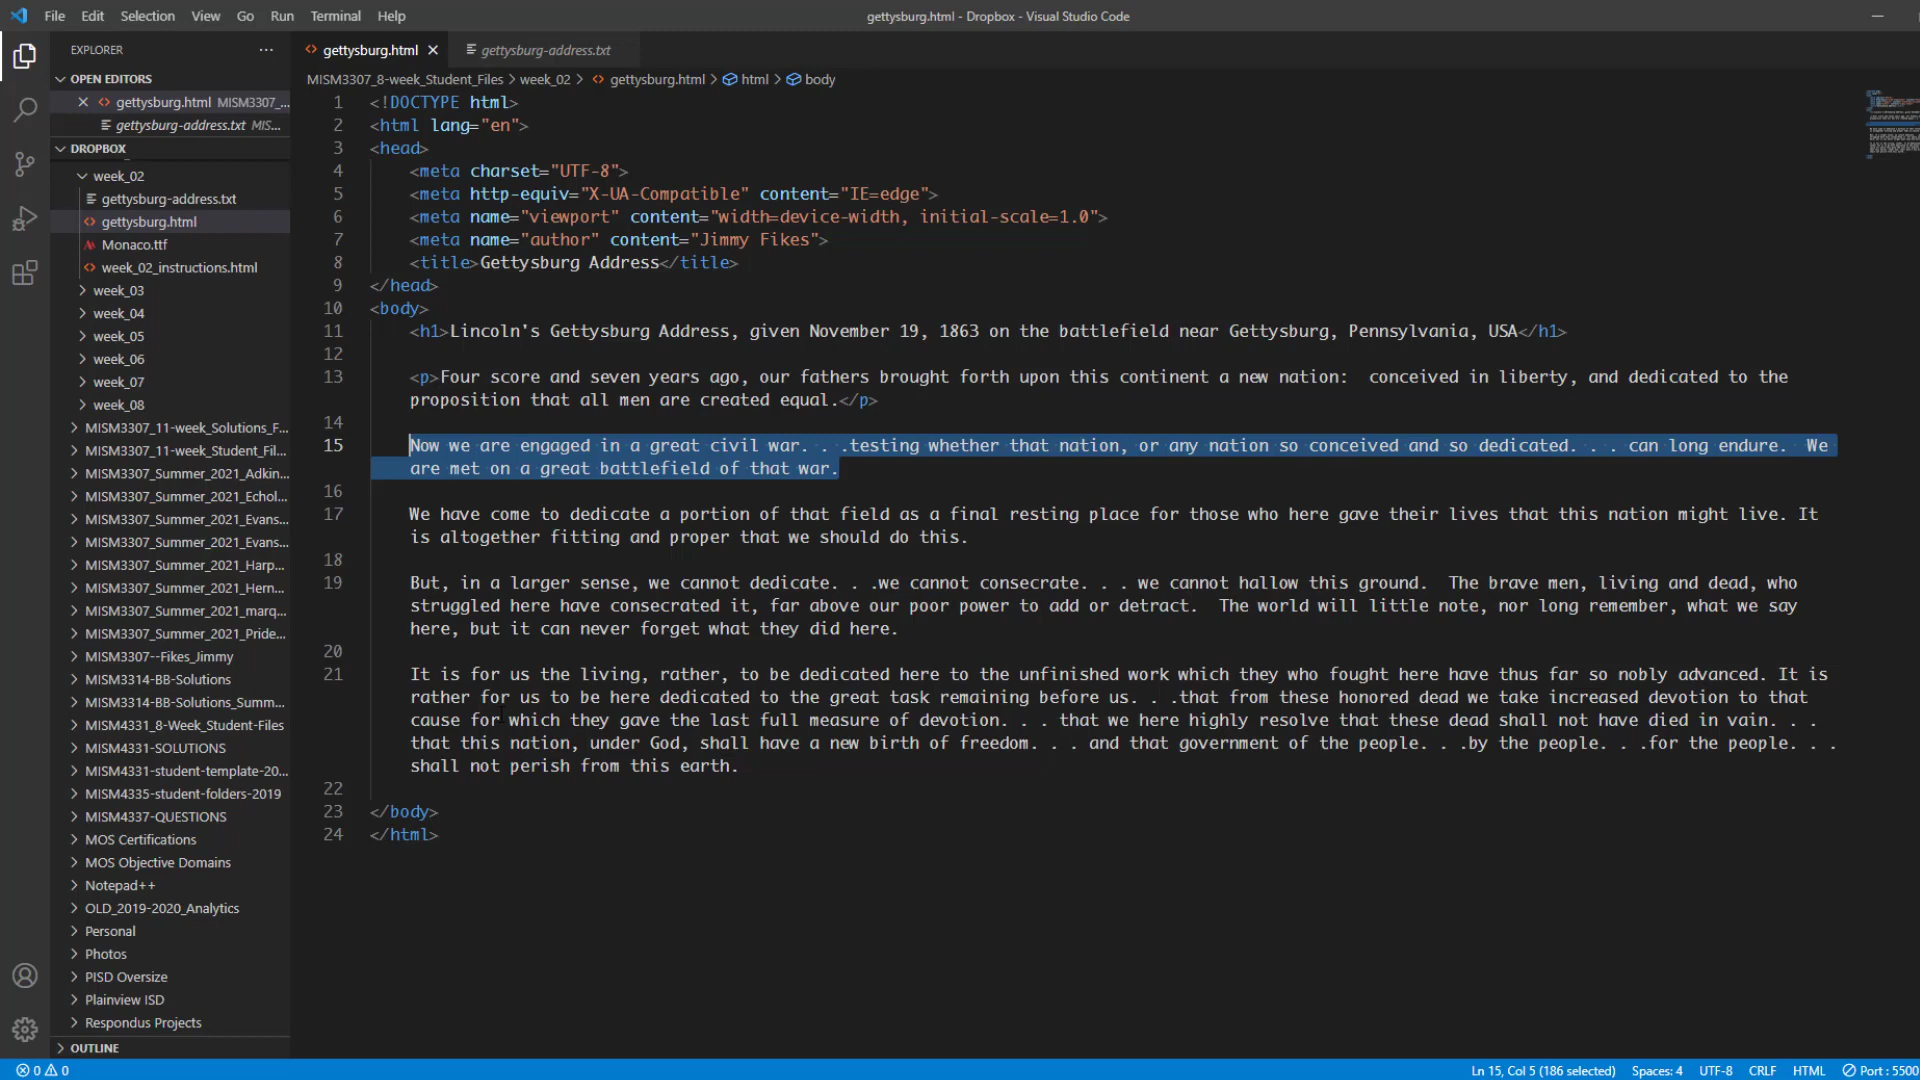 File Edit Selection View Go Run Terminal Help
gettysburg.html - Dropbox - Visual Studio Code
EXPLORER
OPEN EDITORS
gettysburg.html MISM3307_...
gettysburg-address.txt MIS...
DROPBOX
week_02
gettysburg-address.txt
gettysburg.html
Monaco.ttf
week_02_instructions.html
week_03
week_04
week_05
week_06
week_07
week_08
MISM3307_11-week_Solutions_F...
MISM3307_11-week_Student_Fil...
MISM3307_Summer_2021_Adkin...
MISM3307_Summer_2021_Echol...
MISM3307_Summer_2021_Evans...
MISM3307_Summer_2021_Evans...
MISM3307_Summer_2021_Harp...
MISM3307_Summer_2021_Hern...
MISM3307_Summer_2021_marq...
MISM3307_Summer_2021_Pride...
MISM3307--Fikes_Jimmy
MISM3314-BB-Solutions
MISM3314-BB-Solutions_Summ...
MISM4331_8-Week_Student-Files
MISM4331-SOLUTIONS
MISM4331-student-template-20...
MISM4335-student-folders-2019
MISM4337-QUESTIONS
MOS Certifications
MOS Objective Domains
Notepad++
OLD_2019-2020_Analytics
Personal
Photos
PISD Oversize
Plainview ISD
Respondus Projects
OUTLINE
gettysburg.html
gettysburg-address.txt
MISM3307_8-week_Student_Files > week_02 > gettysburg.html > html > body
1 <!DOCTYPE html>
2 <html lang="en">
3 <head>
4 <meta charset="UTF-8">
5 <meta http-equiv="X-UA-Compatible" content="IE=edge">
6 <meta name="viewport" content="width=device-width, initial-scale=1.0">
7 <meta name="author" content="Jimmy Fikes">
8 <title>Gettysburg Address</title>
9 </head>
10 <body>
11 <h1>Lincoln's Gettysburg Address, given November 19, 1863 on the battlefield near Gettysburg, Pennsylvania, USA</h1>
12
13 <p>Four score and seven years ago, our fathers brought forth upon this continent a new nation:  conceived in liberty, and dedicated to the
proposition that all men are created equal.</p>
14
15 Now we are engaged in a great civil war. . .testing whether that nation, or any nation so conceived and so dedicated. . . can long endure.  We
are met on a great battlefield of that war.
16
17 We have come to dedicate a portion of that field as a final resting place for those who here gave their lives that this nation might live. It
is altogether fitting and proper that we should do this.
18
19 But, in a larger sense, we cannot dedicate. . .we cannot consecrate. . . we cannot hallow this ground.  The brave men, living and dead, who
struggled here have consecrated it, far above our poor power to add or detract.  The world will little note, nor long remember, what we say
here, but it can never forget what they did here.
20
21 It is for us the living, rather, to be dedicated here to the unfinished work which they who fought here have thus far so nobly advanced. It is
rather for us to be here dedicated to the great task remaining before us. . .that from these honored dead we take increased devotion to that
cause for which they gave the last full measure of devotion. . . that we here highly resolve that these dead shall not have died in vain. . .
that this nation, under God, shall have a new birth of freedom. . . and that government of the people. . .by the people. . .for the people. . .
shall not perish from this earth.
22
23 </body>
24 </html>
0 0
Ln 15, Col 5 (186 selected) Spaces: 4 UTF-8 CRLF HTML Port : 5500